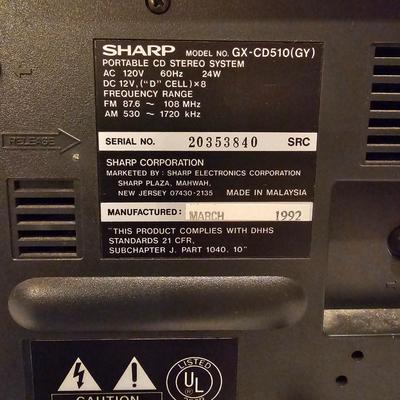 SHARP MODEL NO. GX-CD510(GY)
PORTABLE CD STEREO SYSTEM
AC 120V 60Hz 24W
DC 12V, ("D" CELL)×8
FREQUENCY RANGE
FM 87.6 ~ 108 MHz
AM 530 ~ 1720 kHz
RELEASE
SERIAL NO. 20353840 SRC
SHARP CORPORATION
MARKETED BY : SHARP ELECTRONICS CORPORATION
SHARP PLAZA, MAHWAH,
NEW JERSEY 07430-2135 MADE IN MALAYSIA
MANUFACTURED: MARCH 1992
"THIS PRODUCT COMPLIES WITH DHHS
STANDARDS 21 CFR,
SUBCHAPTER J. PART 1040. 10"
LISTED
UL
CAUTION